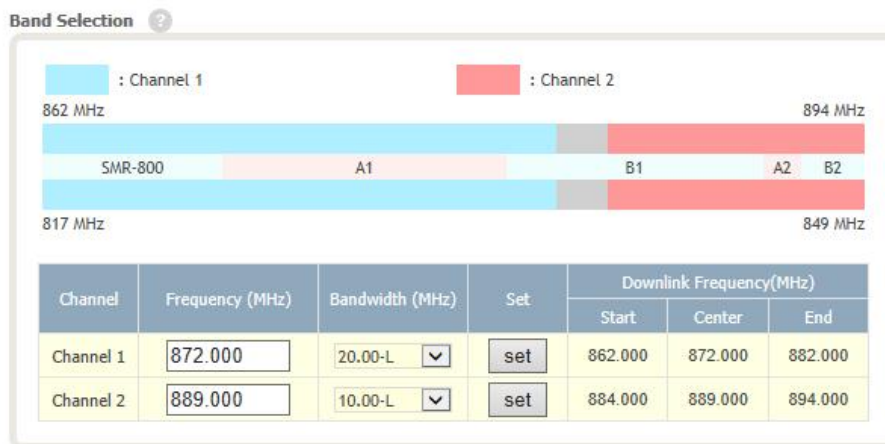 Band Selection ?
: Channel 1 : Channel 2
862 MHz 894 MHz
SMR-800 A1 B1 A2 B2
817 MHz 849 MHz
Channel Frequency (MHz) Bandwidth (MHz) Set Downlink Frequency(MHz)
Start Center End
Channel 1 872.000 20.00-L set 862.000 872.000 882.000
Channel 2 889.000 10.00-L set 884.000 889.000 894.000